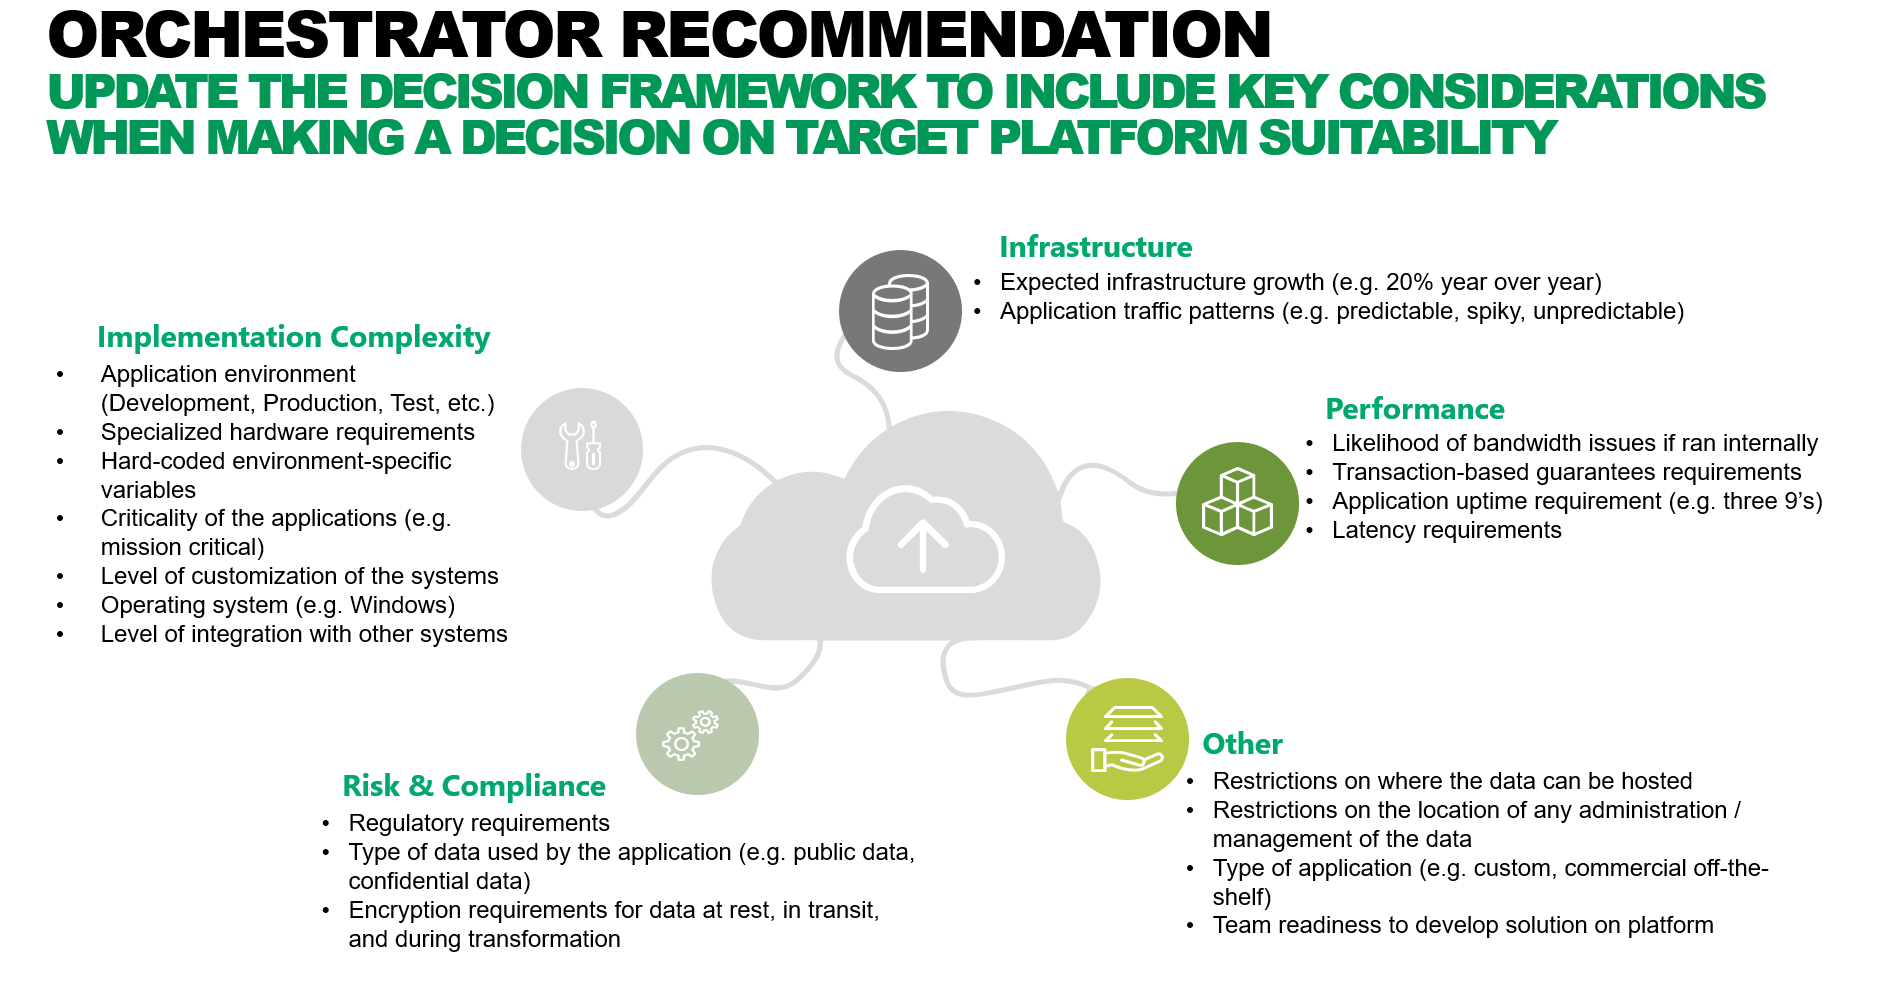 ORCHESTRATOR RECOMMENDATION
UPDATE THE DECISION FRAMEWORK TO INCLUDE KEY CONSIDERATIONS
WHEN MAKING A DECISION ON TARGET PLATFORM SUITABILITY
Infrastructure
• Expected infrastructure growth (e.g. 20% year over year)
• Application traffic patterns (e.g. predictable, spiky, unpredictable)
Implementation Complexity
• Application environment
(Development, Production, Test, etc.)
• Specialized hardware requirements
• Hard-coded environment-specific
variables
• Criticality of the applications (e.g.
mission critical)
• Level of customization of the systems
• Operating system (e.g. Windows)
• Level of integration with other systems
Performance
• Likelihood of bandwidth issues if ran internally
• Transaction-based guarantees requirements
• Application uptime requirement (e.g. three 9’s)
• Latency requirements
Risk & Compliance
• Regulatory requirements
• Type of data used by the application (e.g. public data,
confidential data)
• Encryption requirements for data at rest, in transit,
and during transformation
Other
• Restrictions on where the data can be hosted
• Restrictions on the location of any administration /
management of the data
• Type of application (e.g. custom, commercial off-the-
shelf)
• Team readiness to develop solution on platform